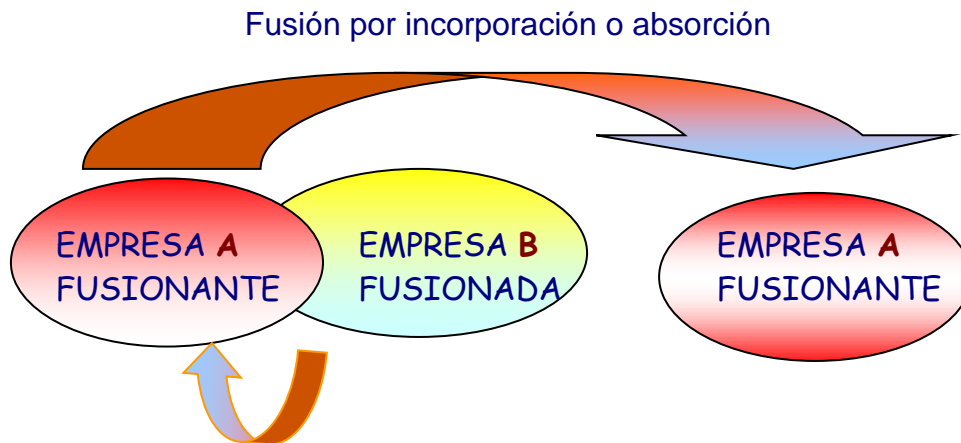 Fusión por incorporación o absorción
EMPRESA A
FUSIONANTE
EMPRESA B
FUSIONADA
EMPRESA A
FUSIONANTE